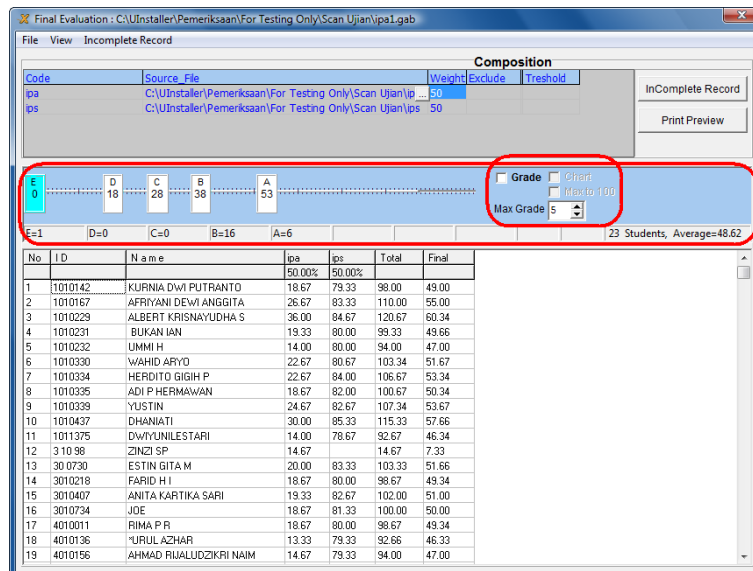 Final Evaluation : C:\UInstaller\Pemeriksaan\For Testing Only\Scan Ujian\ipa1.gab
File View Incomplete Record
Composition
Code Source_File Weight Exclude Treshold
ipa C:\UInstaller\Pemeriksaan\For Testing Only\Scan Ujian\ip ... 50
ips C:\UInstaller\Pemeriksaan\For Testing Only\Scan Ujian\ips 50
InComplete Record
Print Preview
E D C B A
0 18 28 38 53
Grade Chart
Max to 100
Max Grade 5
E=1 D=0 C=0 B=16 A=6 23 Students, Average=48.62
No I D N a m e ipa ips Total Final
50.00% 50.00%
1 1010142 KURNIA DWI PUTRANTO 18.67 79.33 98.00 49.00
2 1010167 AFRIYANI DEWI ANGGITA 26.67 83.33 110.00 55.00
3 1010229 ALBERT KRISNAYUDHA S 36.00 84.67 120.67 60.34
4 1010231 BUKAN IAN 19.33 80.00 99.33 49.66
5 1010232 UMMI H 14.00 80.00 94.00 47.00
6 1010330 WAHID ARYO 22.67 80.67 103.34 51.67
7 1010334 HERDITO GIGIH P 22.67 84.00 106.67 53.34
8 1010335 ADI P HERMAWAN 18.67 82.00 100.67 50.34
9 1010339 YUSTIN 24.67 82.67 107.34 53.67
10 1010437 DHANIATI 30.00 85.33 115.33 57.66
11 1011375 DWIYUNILESTARI 14.00 78.67 92.67 46.34
12 3 10 98 ZINZI SP 14.67 14.67 7.33
13 30 0730 ESTIN GITA M 20.00 83.33 103.33 51.66
14 3010218 FARID H I 18.67 80.00 98.67 49.34
15 3010407 ANITA KARTIKA SARI 19.33 82.67 102.00 51.00
16 3010734 JOE 18.67 81.33 100.00 50.00
17 4010011 RIMA P R 18.67 80.00 98.67 49.34
18 4010136 *URUL AZHAR 13.33 79.33 92.66 46.33
19 4010156 AHMAD RIJALUDZIKRI NAIM 14.67 79.33 94.00 47.00